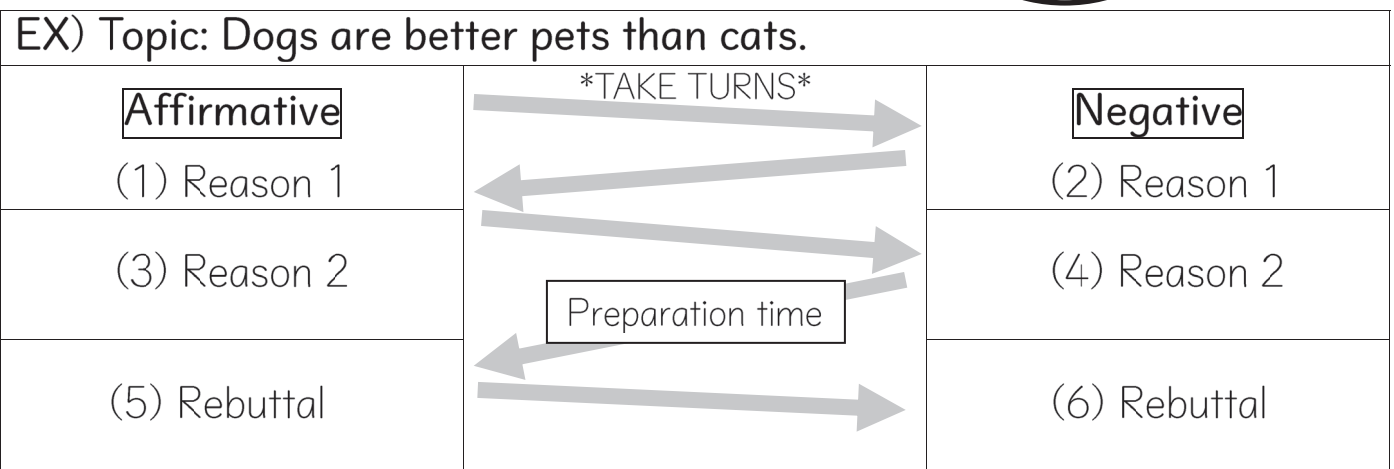 EX) Topic: Dogs are better pets than cats.
*TAKE TURNS*
Affirmative
Negative
(1) Reason 1
(2) Reason 1
(3) Reason 2
(4) Reason 2
Preparation time
(5) Rebuttal
(6) Rebuttal